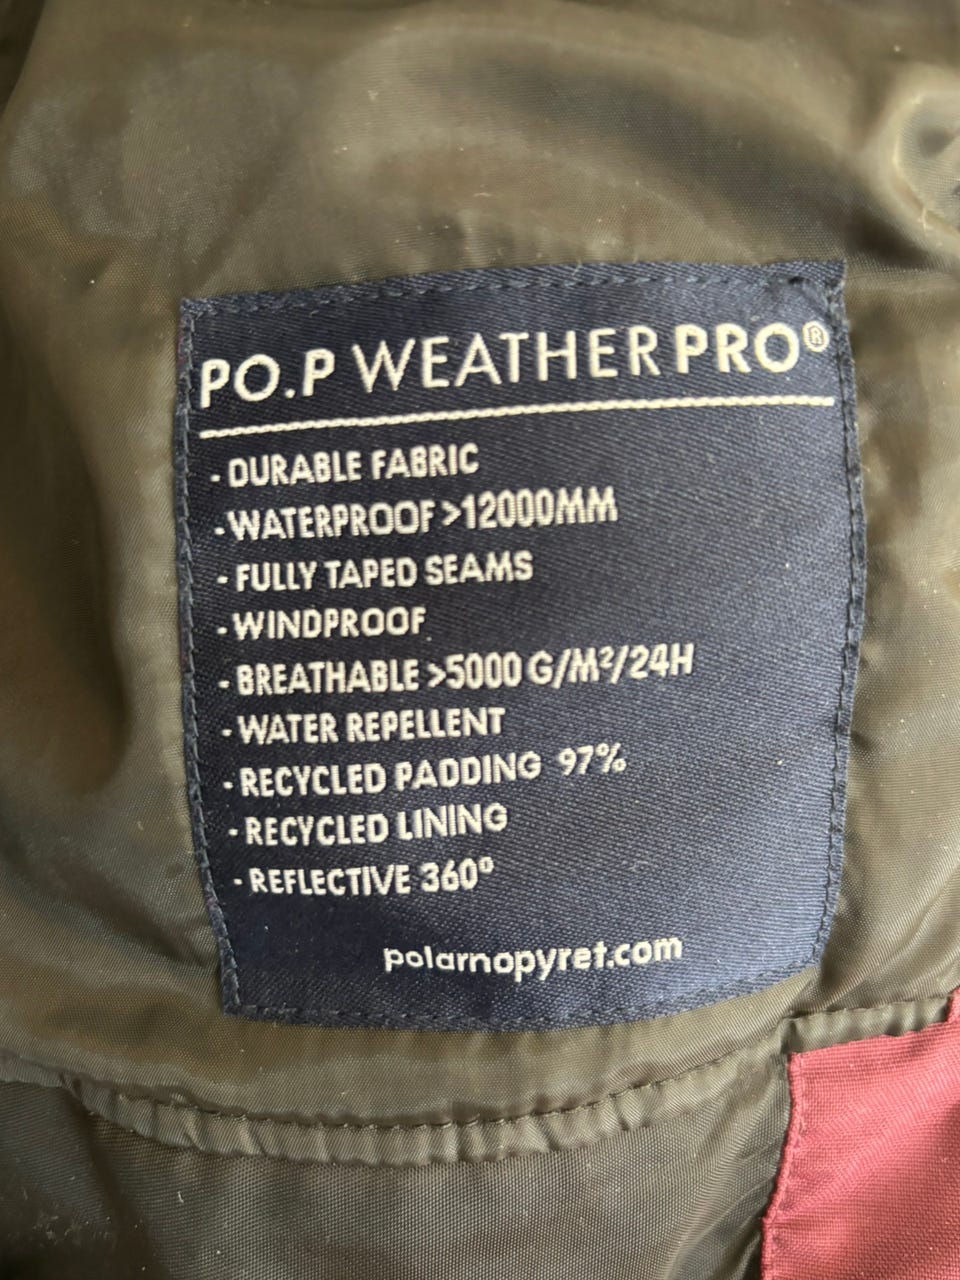 PO.P WEATHERPRO®
- DURABLE FABRIC
- WATERPROOF >12000MM
- FULLY TAPED SEAMS
- WINDPROOF
- BREATHABLE >5000 G/M²/24H
- WATER REPELLENT
- RECYCLED PADDING 97%
- RECYCLED LINING
- REFLECTIVE 360°
polarnopyret.com